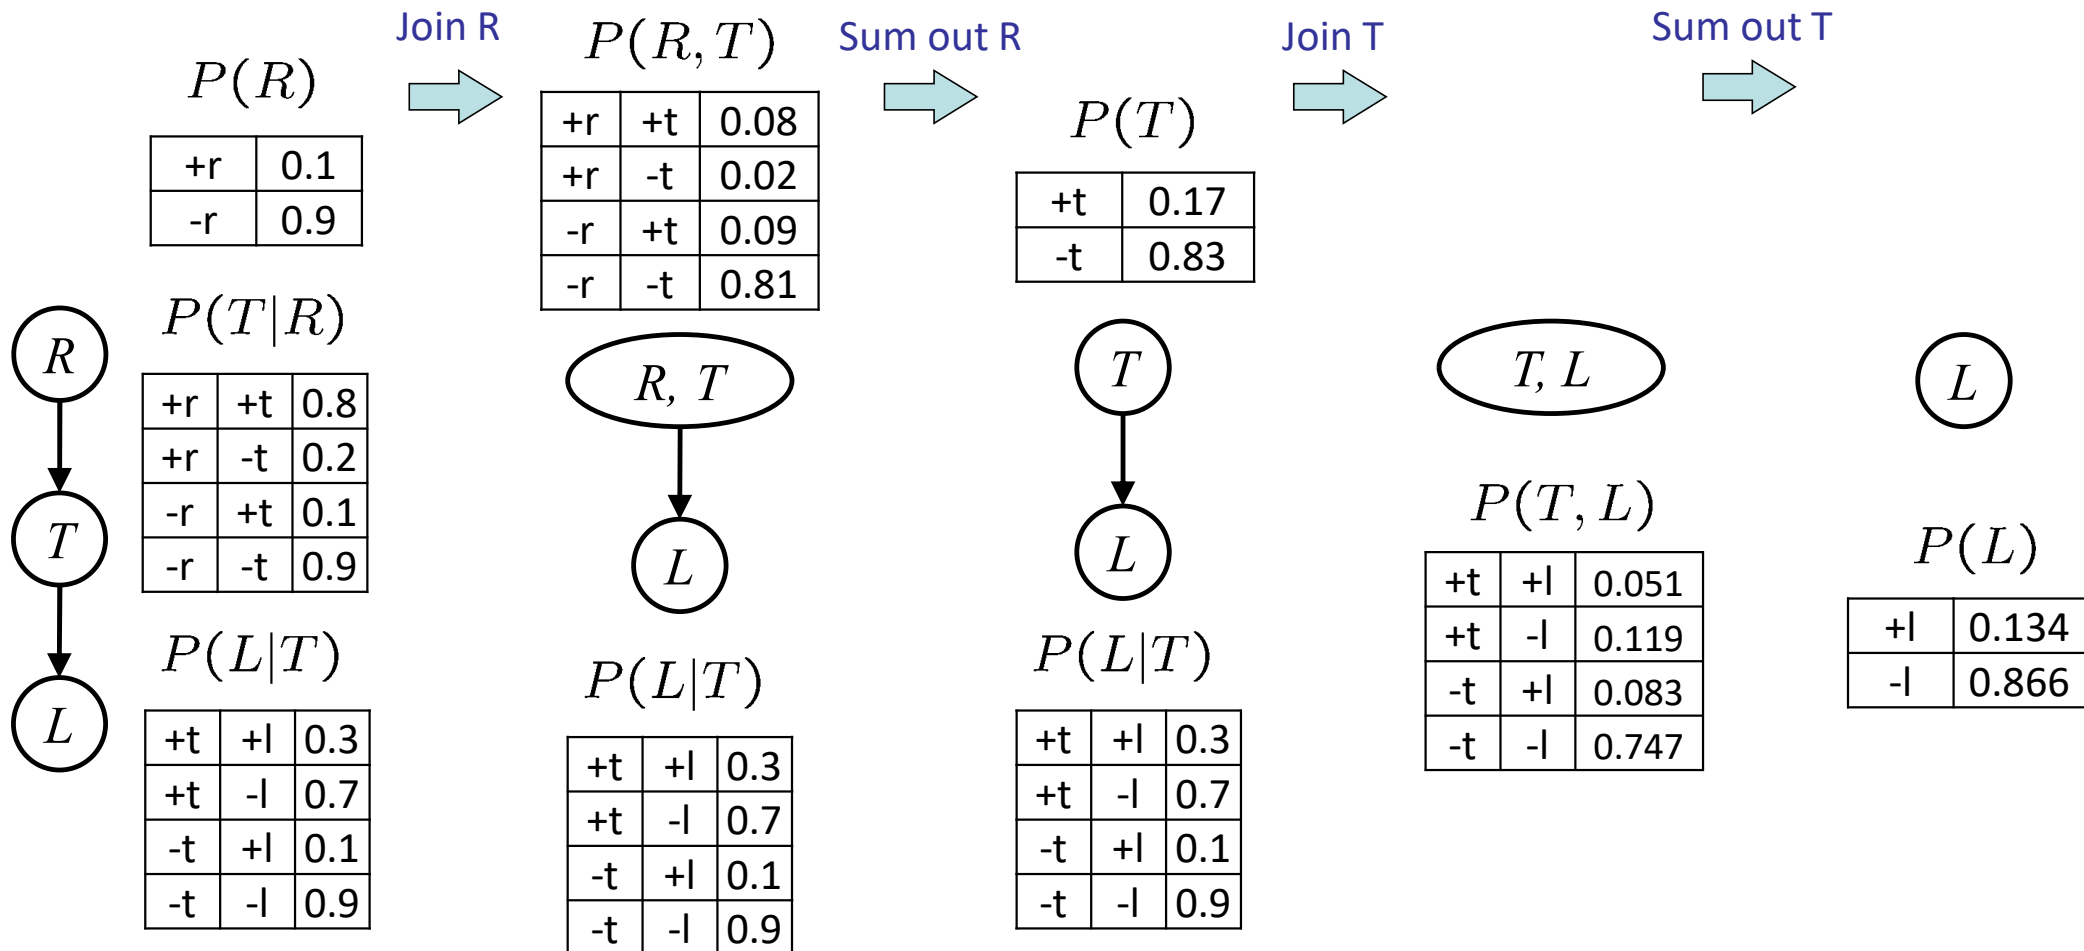 Join R
Sum out R
Join T
Sum out T
P(R)
+r 0.1
-r 0.9
P(T|R)
+r +t 0.8
+r -t 0.2
-r +t 0.1
-r -t 0.9
P(L|T)
+t +l 0.3
+t -l 0.7
-t +l 0.1
-t -l 0.9
R
T
L
P(R, T)
+r +t 0.08
+r -t 0.02
-r +t 0.09
-r -t 0.81
R, T
L
P(L|T)
+t +l 0.3
+t -l 0.7
-t +l 0.1
-t -l 0.9
P(T)
+t 0.17
-t 0.83
T
L
P(L|T)
+t +l 0.3
+t -l 0.7
-t +l 0.1
-t -l 0.9
T, L
P(T, L)
+t +l 0.051
+t -l 0.119
-t +l 0.083
-t -l 0.747
L
P(L)
+l 0.134
-l 0.866